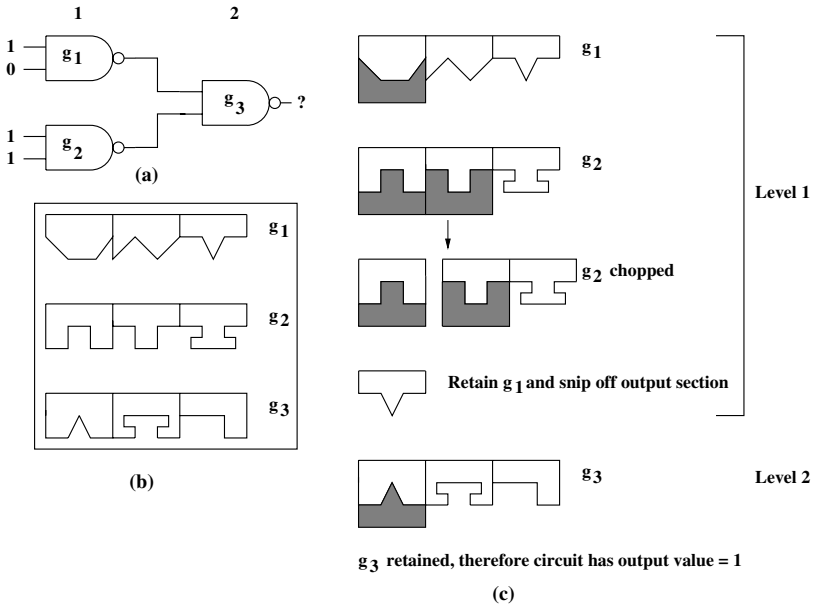 1 2
1
0
g1
g3
?
1
1
g2
(a)
g1
g2
g3
(b)
g1
g2
g2 chopped
Retain g1 and snip off output section
Level 1
g3
Level 2
g3 retained, therefore circuit has output value = 1
(c)